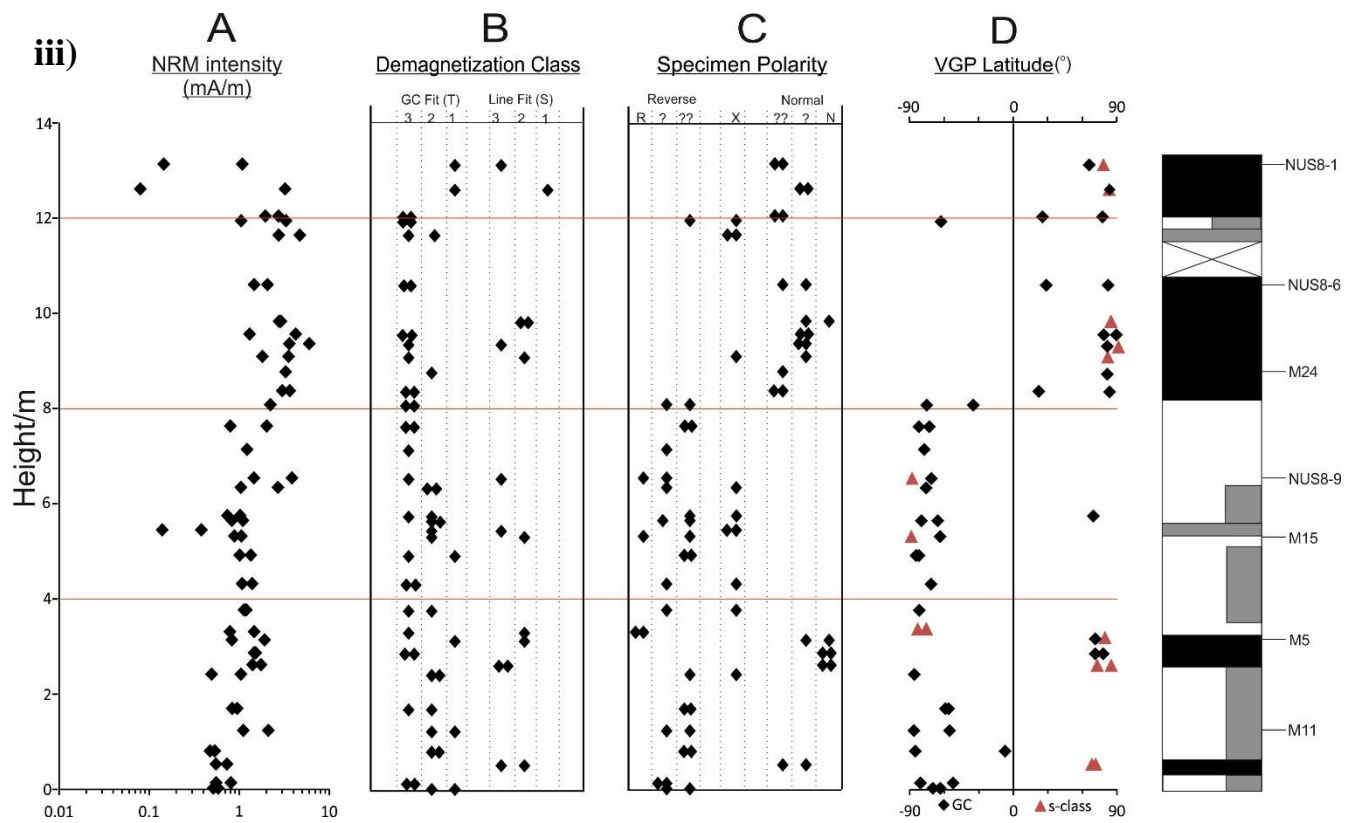 iii)
A B C D
NRM intensity (mA/m)
Demagnetization Class
Specimen Polarity
VGP Latitude(°)
GC Fit (T) Line Fit (S)
3 2 1 3 2 1
Reverse Normal
R ? ?? X ?? ? N
-90 0 90
Height/m
14
12
10
8
6
4
2
0
0.01 0.1 1 10
-90 0 90
GC s-class
NUS8-1
NUS8-6
M24
NUS8-9
M15
M5
M11